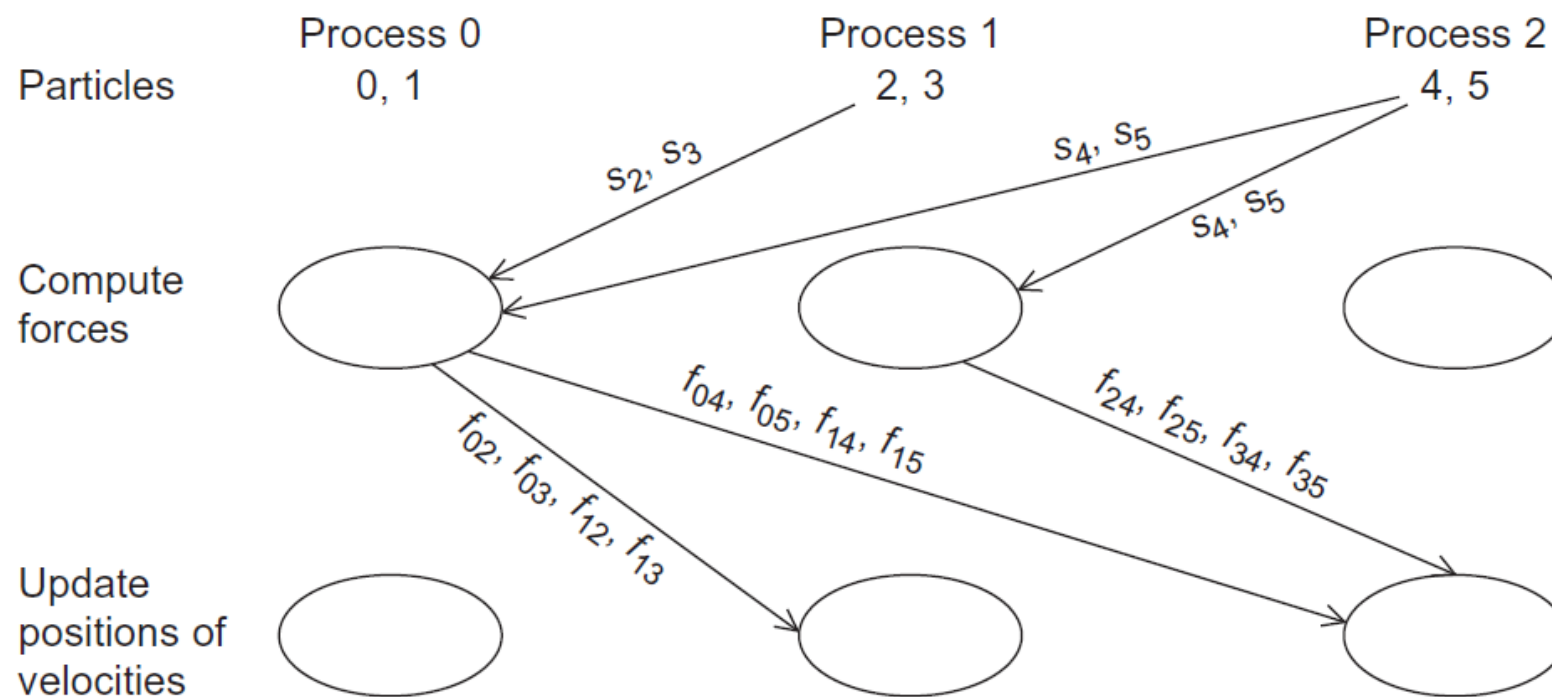 Process 0 Process 1 Process 2
Particles 0, 1 2, 3 4, 5
s₂, s₃
s₄, s₅
s₄, s₅
Compute
forces
f₀₂, f₀₃, f₁₂, f₁₃
f₀₄, f₀₅, f₁₄, f₁₅
f₂₄, f₂₅, f₃₄, f₃₅
Update
positions of
velocities